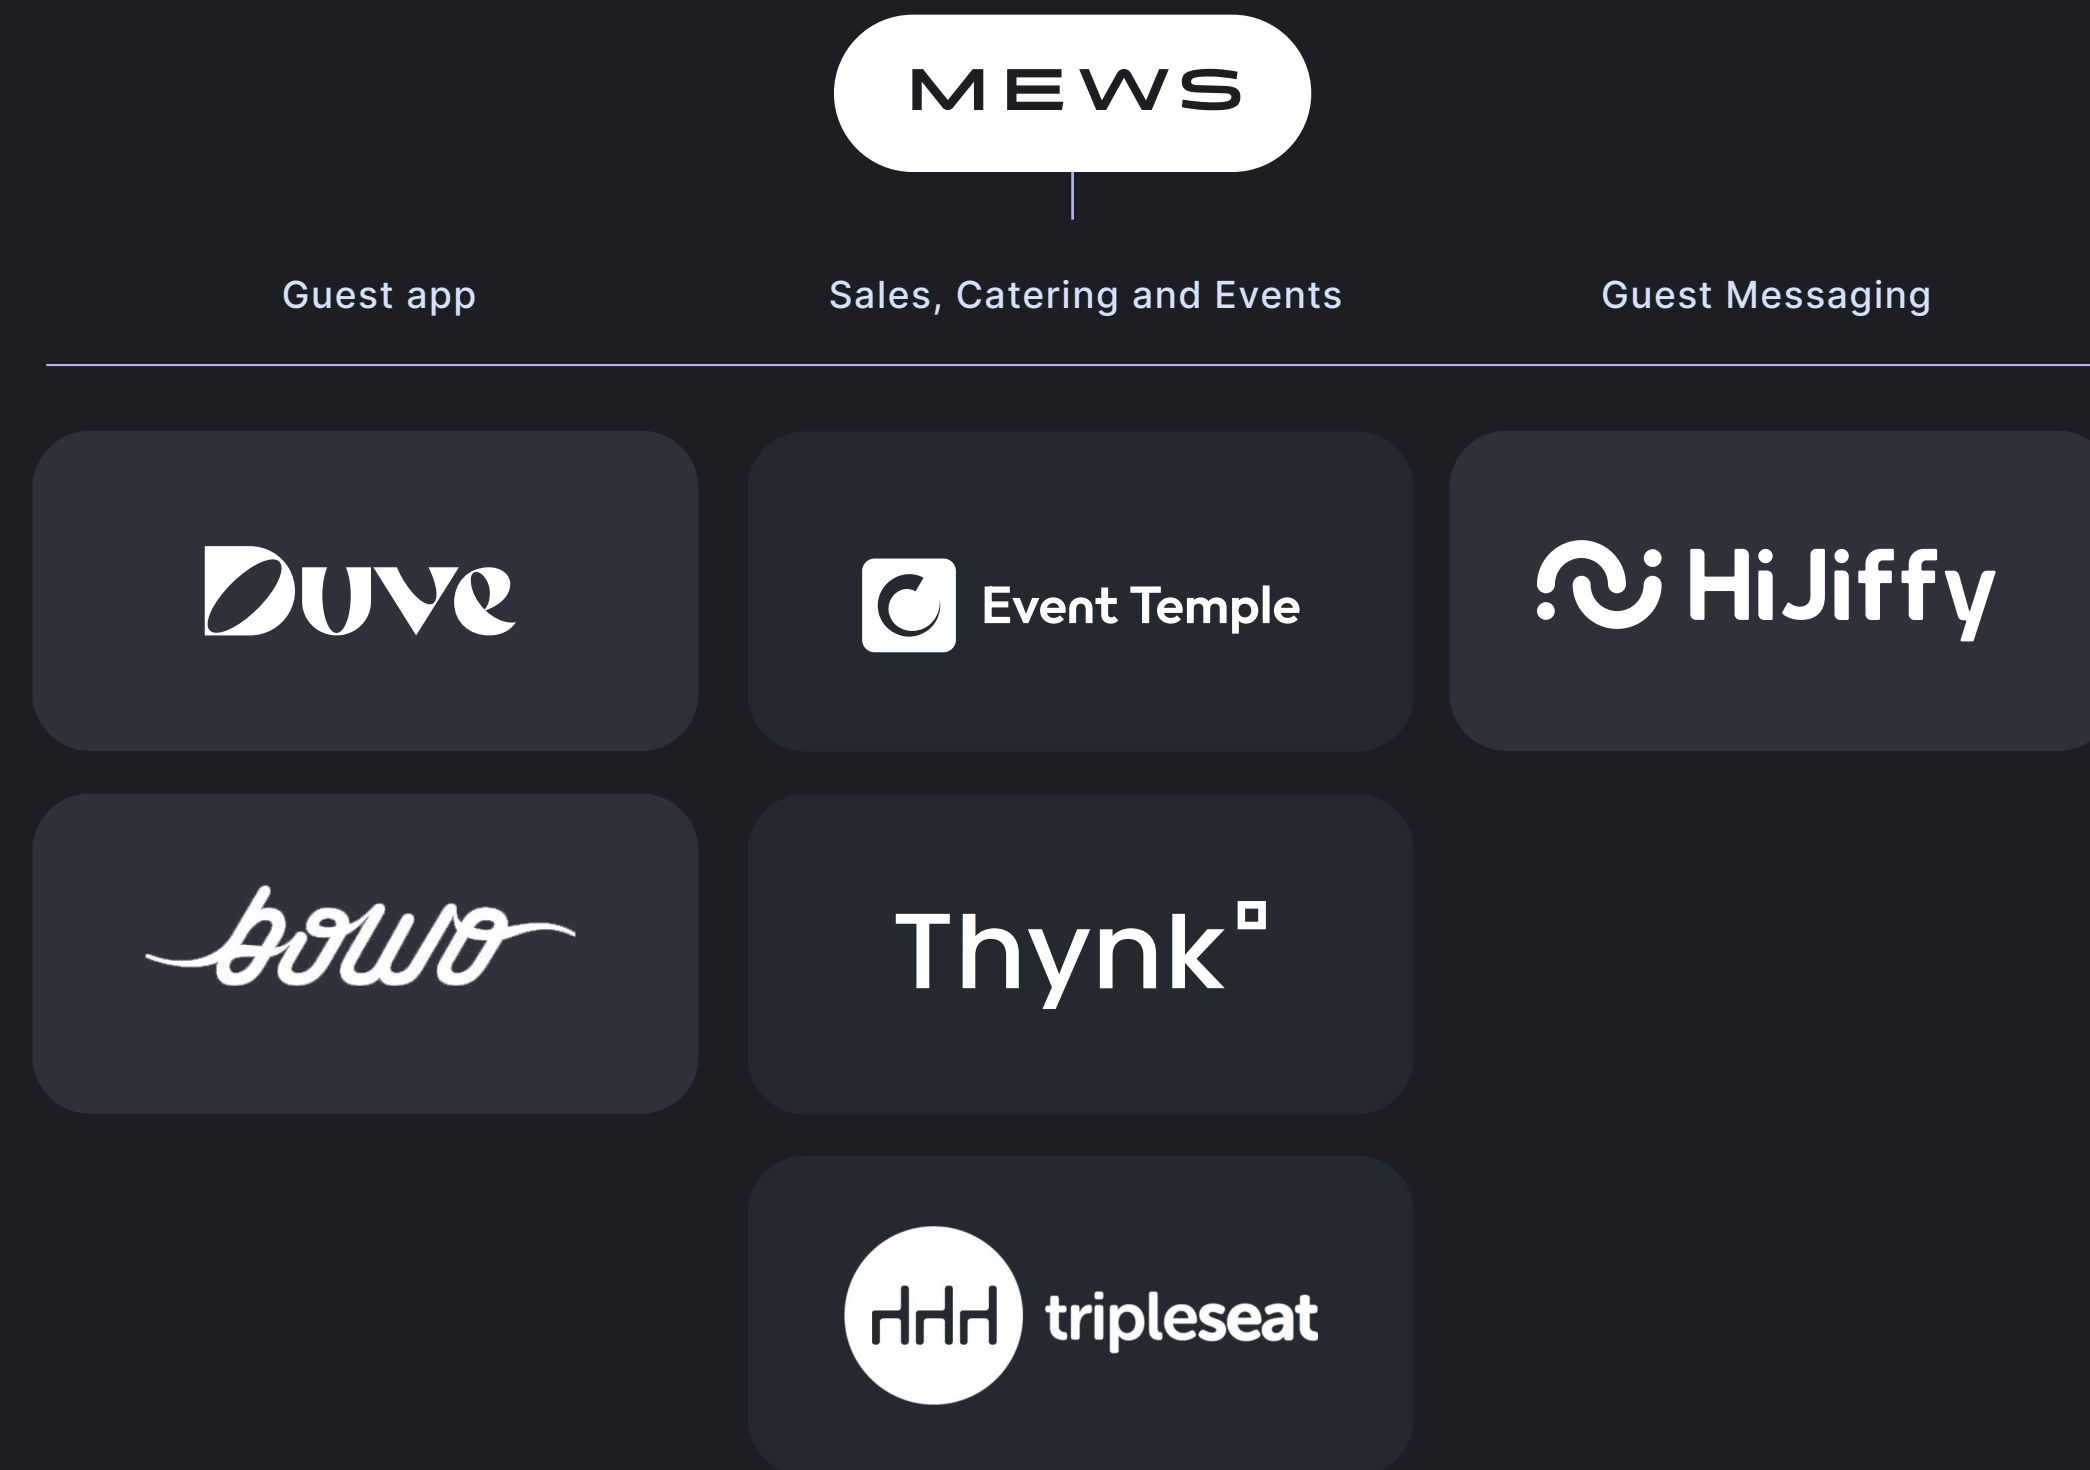 MEWS
Guest app
Sales, Catering and Events
Guest Messaging
Duve
Event Temple
HiJiffy
bowo
Thynk
tripleseat